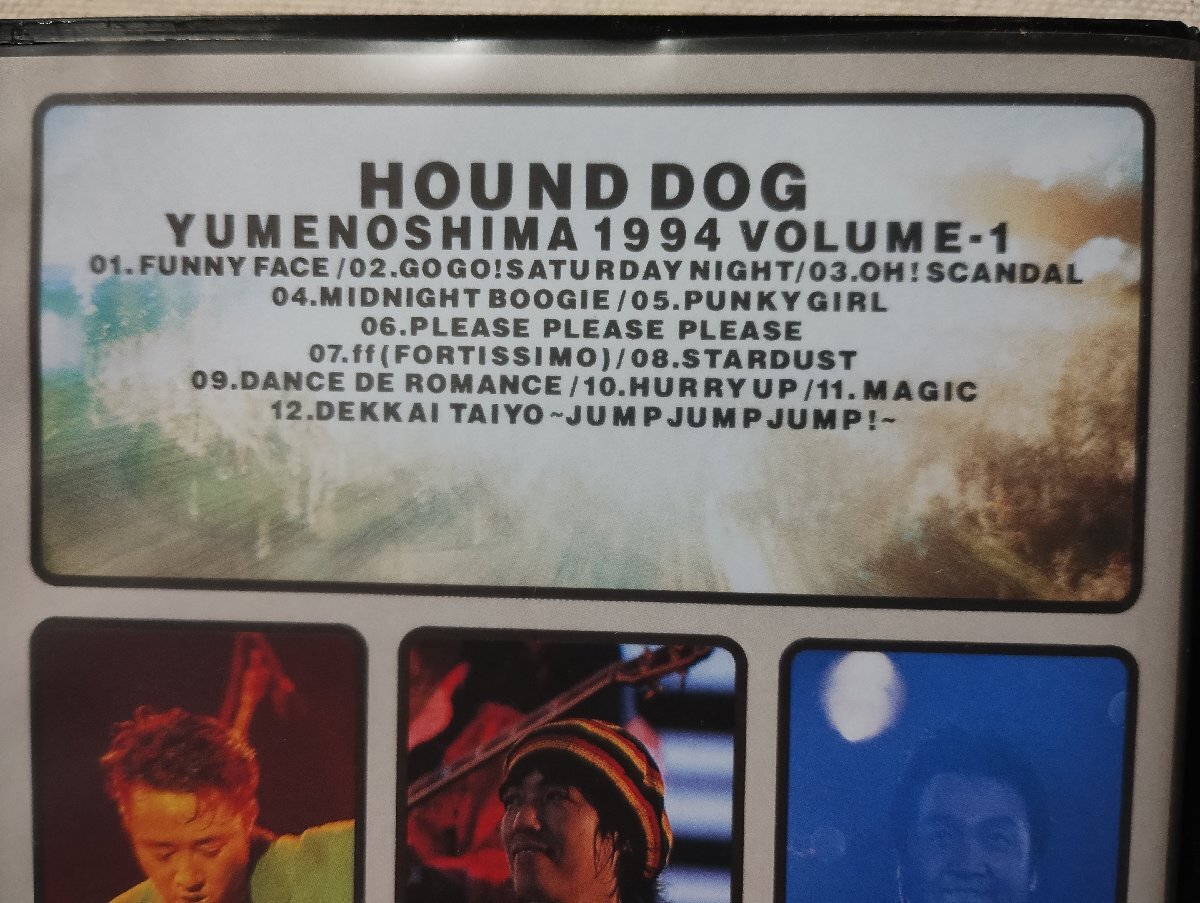 HOUND DOG
YUMENOSHIMA 1994 VOLUME-1
01.FUNNY FACE/02.GO GO!SATURDAY NIGHT/03.OH! SCANDAL
04.MIDNIGHT BOOGIE/05.PUNKY GIRL
06.PLEASE PLEASE PLEASE
07.ff(FORTISSIMO)/08.STARDUST
09.DANCE DE ROMANCE/10.HURRY UP/11.MAGIC
12.DEKKAI TAIYO~JUMP JUMP JUMP!~